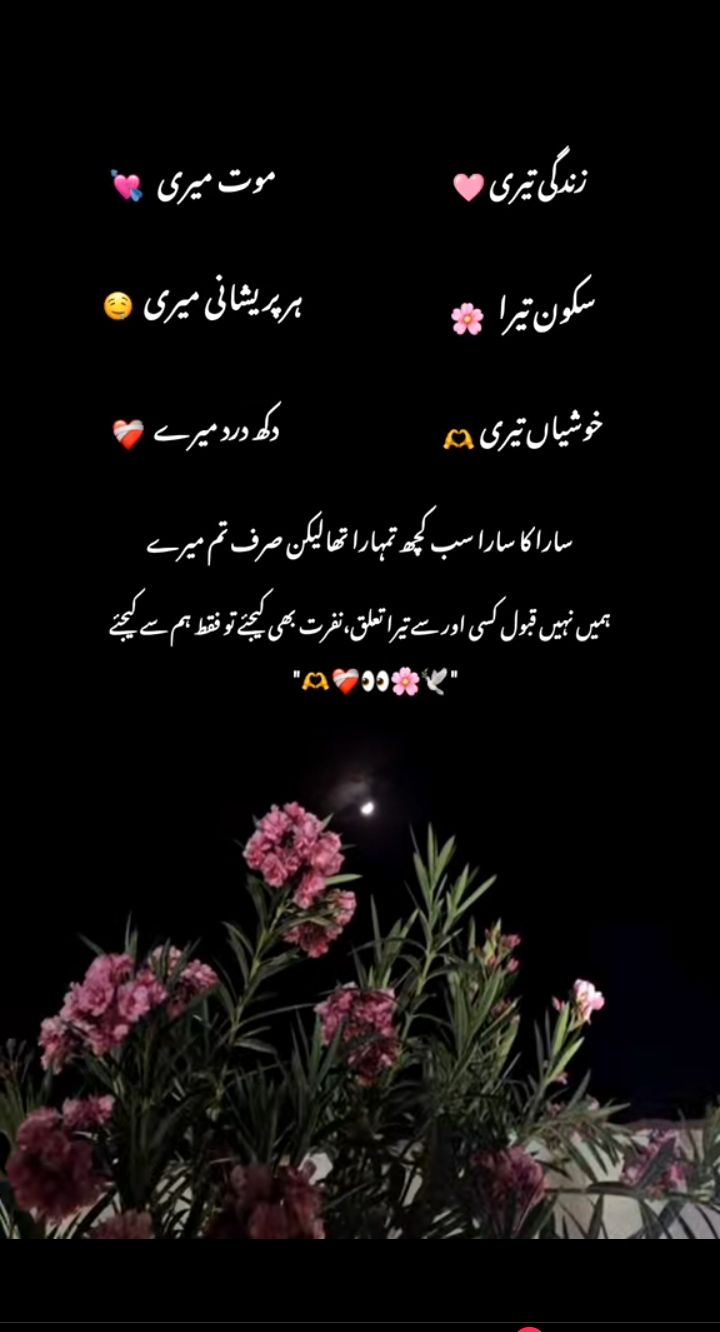 زندگی تیری 🩷 موت میری 💘
سکون تیرا 🌸 ہر پریشانی میری 🤤
خوشیاں تیری 🫶 دکھ درد میرے ❤️‍🩹
سارا کا سارا سب کچھ تمہارا تھا لیکن صرف تم میرے
ہمیں نہیں قبول کسی اور سے تیرا تعلق، نفرت بھی کیجئے تو فقط ہم سے کیجئے
"🕊️🌸👀❤️‍🩹🫶"